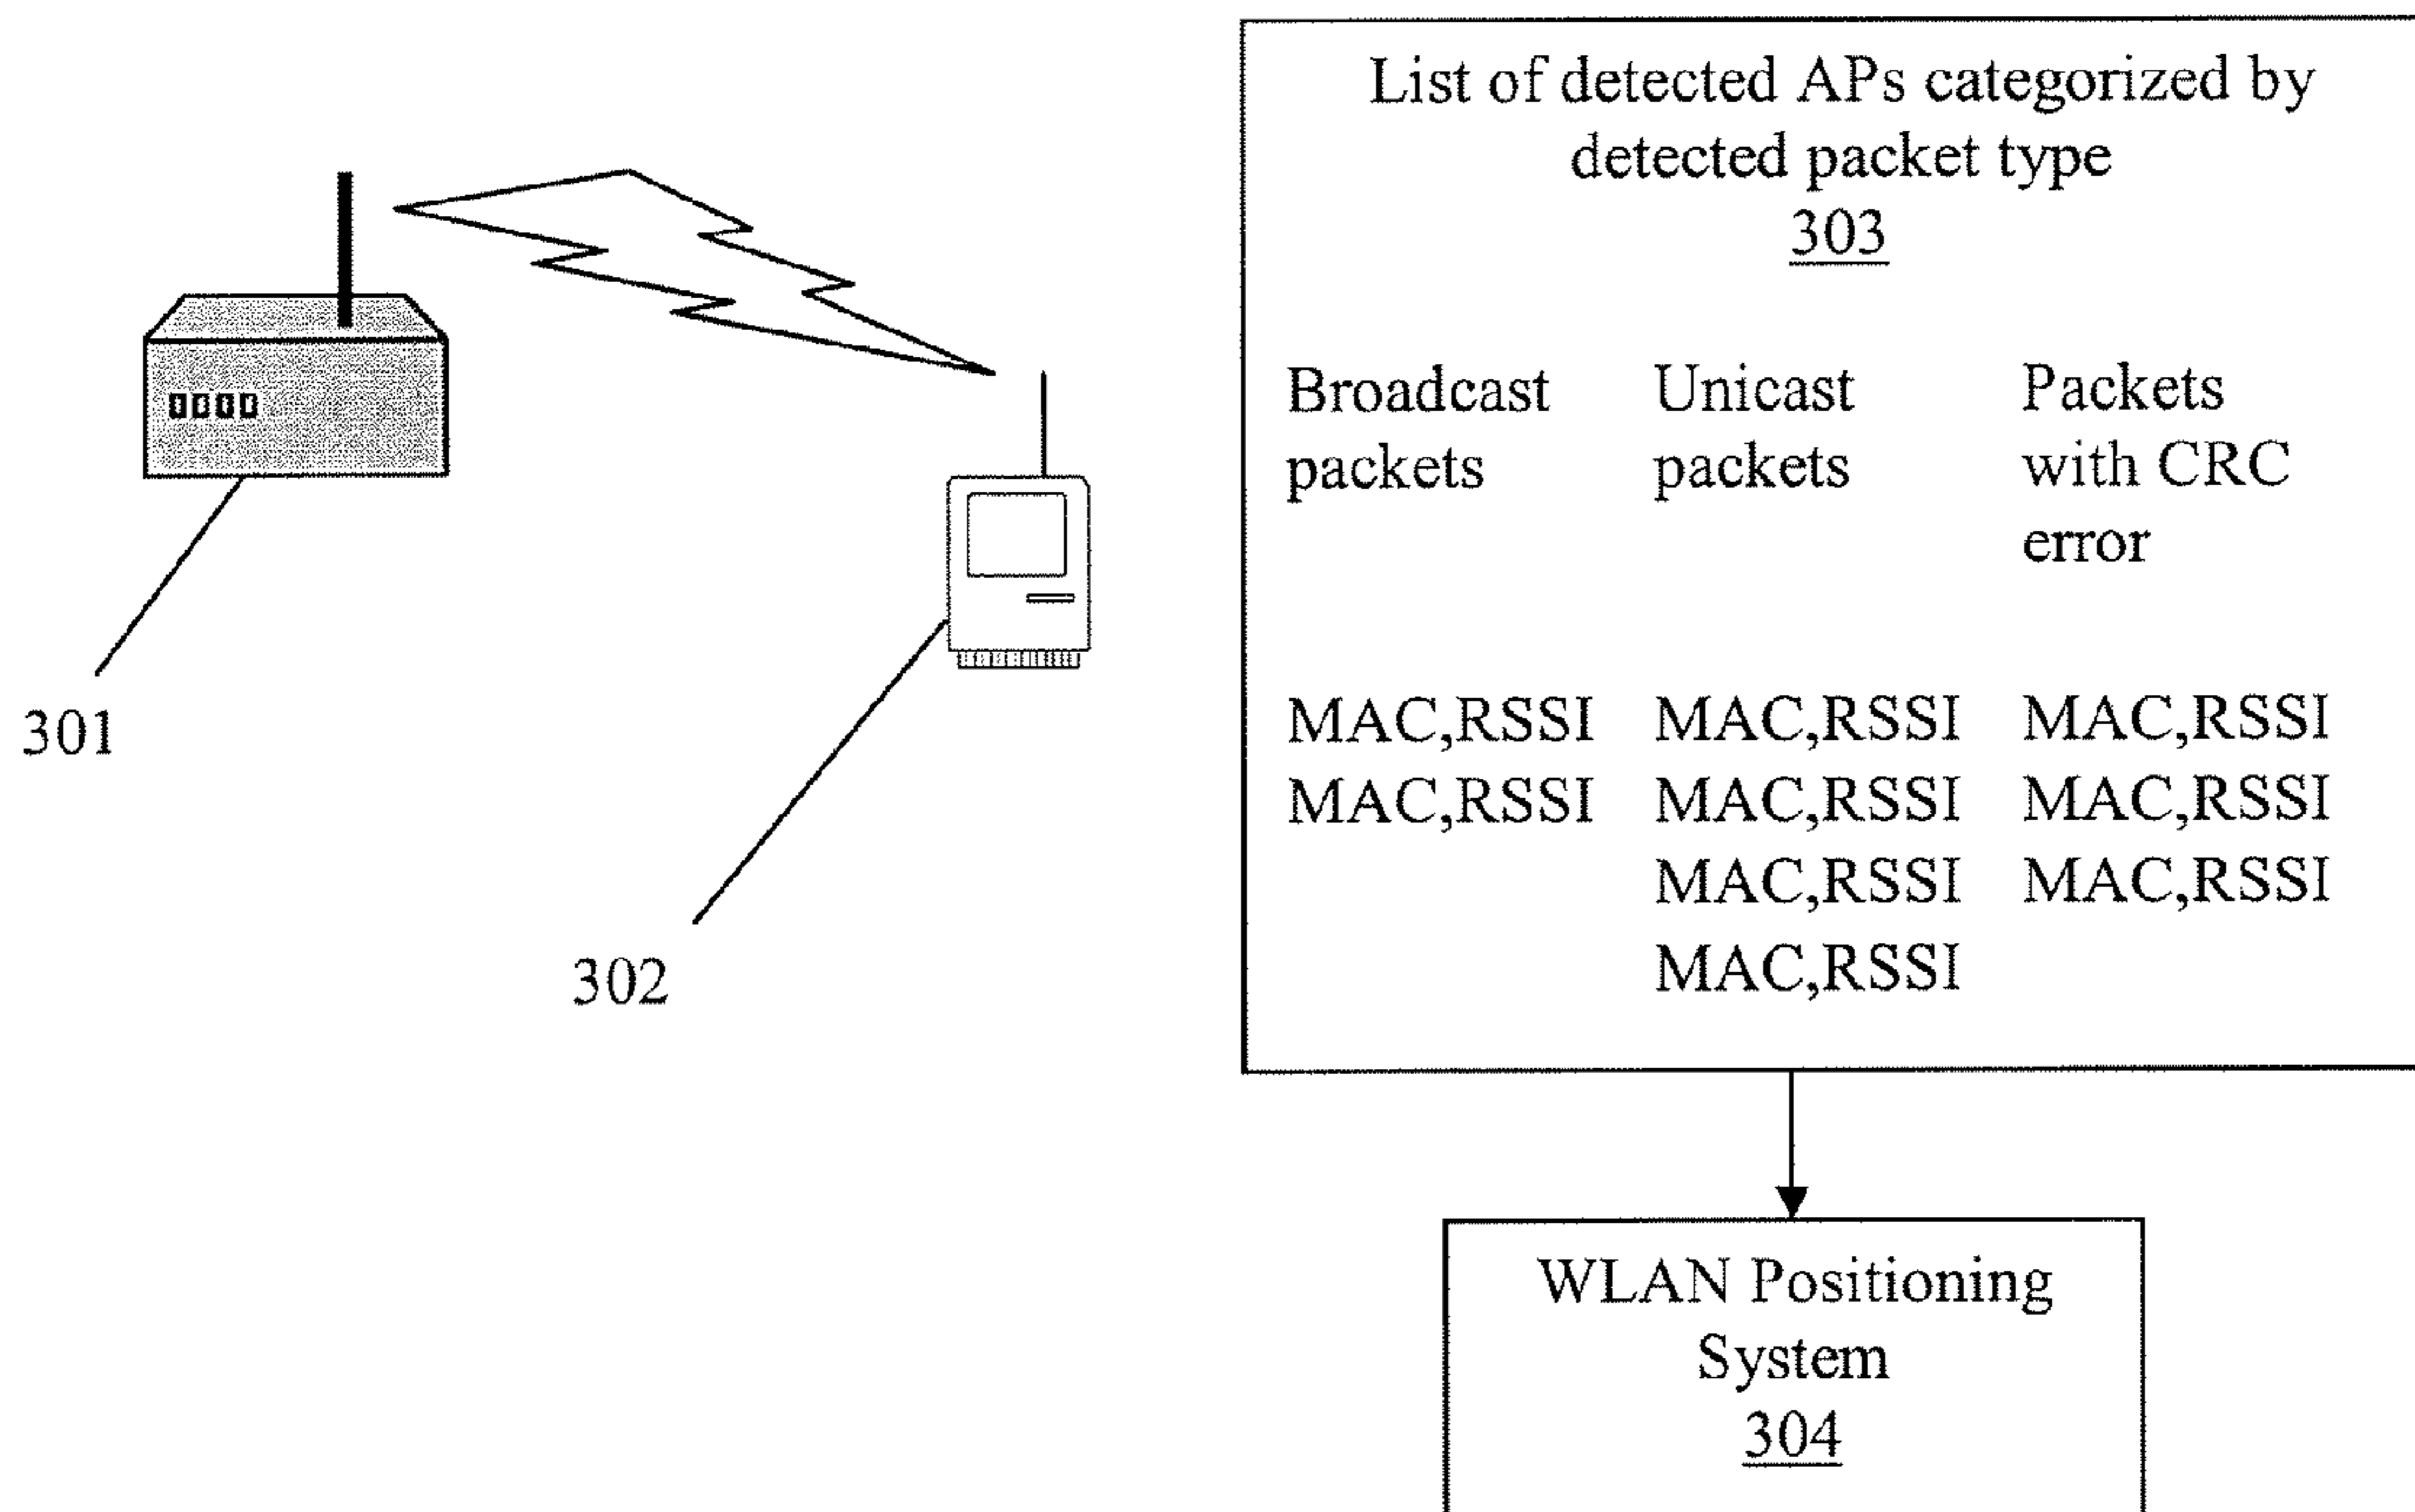 List of detected APs categorized by
detected packet type
303
Broadcast packets
Unicast packets
Packets with CRC error
MAC,RSSI MAC,RSSI MAC,RSSI
MAC,RSSI MAC,RSSI MAC,RSSI
MAC,RSSI MAC,RSSI
MAC,RSSI
301
302
WLAN Positioning
System
304